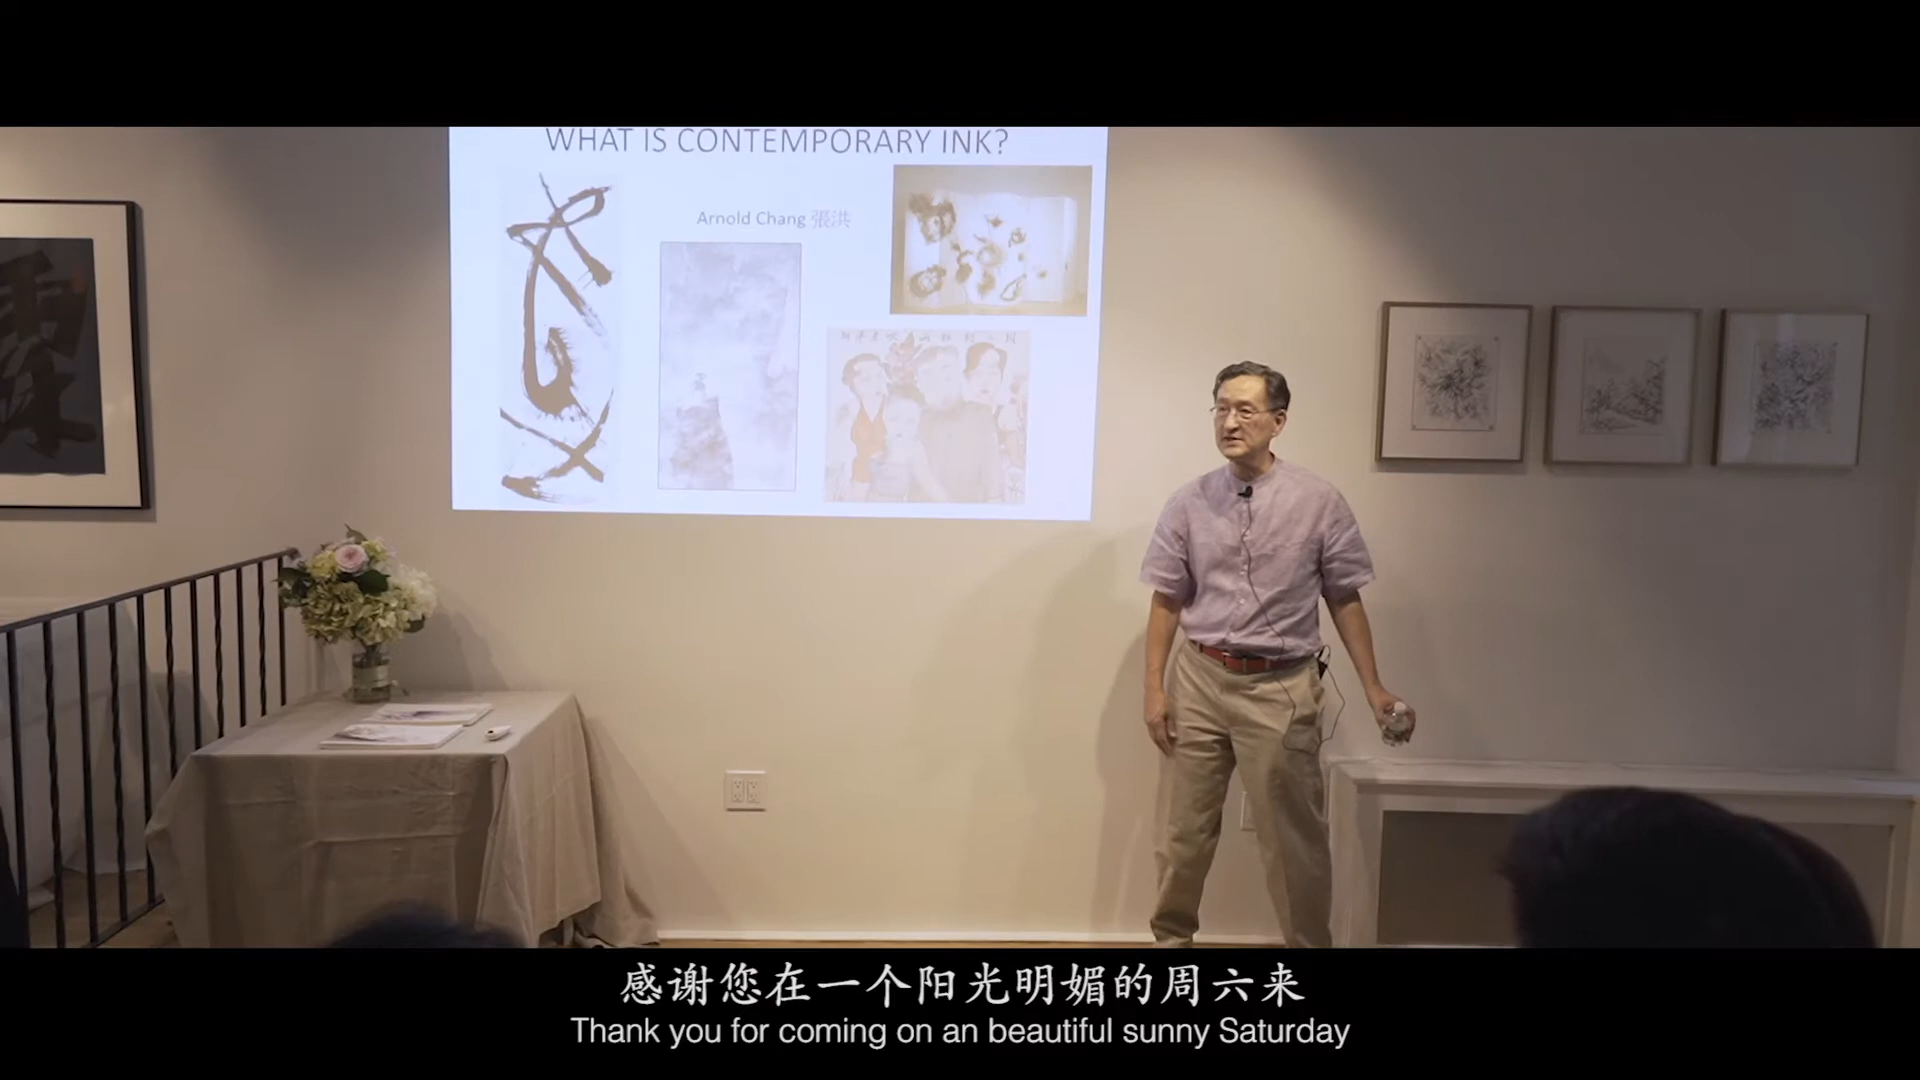 WHAT IS CONTEMPORARY INK?
Arnold Chang 張洪
感谢您在一个阳光明媚的周六来
Thank you for coming on an beautiful sunny Saturday